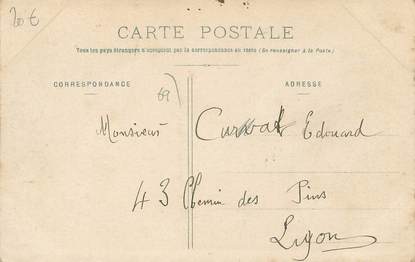 20 €
CARTE POSTALE
Tous les pays étrangers n'acceptent pas la correspondance au recto (Se renseigner à la Poste).
CORRESPONDANCE
ADRESSE
69
Monsieur Curvat Edouard
43 Chemin des Pins
Lyon